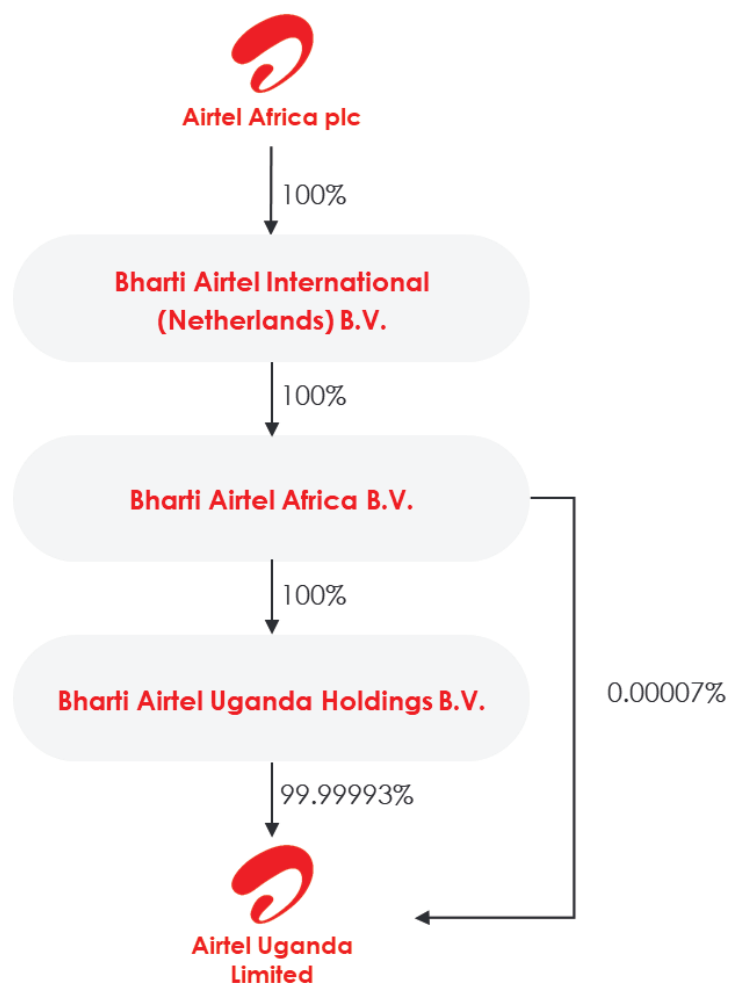 Airtel Africa plc
100%
Bharti Airtel International
(Netherlands) B.V.
100%
Bharti Airtel Africa B.V.
100%
Bharti Airtel Uganda Holdings B.V.
0.00007%
99.99993%
Airtel Uganda
Limited